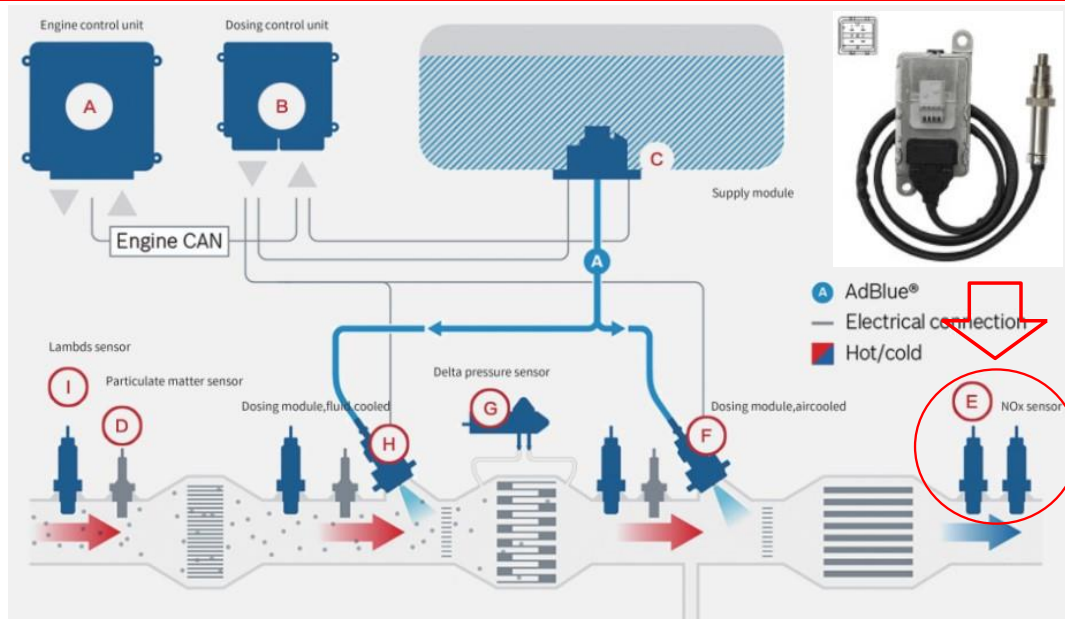 Engine control unit
Dosing control unit
A
B
C
Supply module
Engine CAN
A
A AdBlue®
Electrical connection
Hot/cold
Lambds sensor
I
Particulate matter sensor
D
Dosing module,fluid cooled
H
Delta pressure sensor
G
Dosing module,aircooled
F
E
NOx sensor